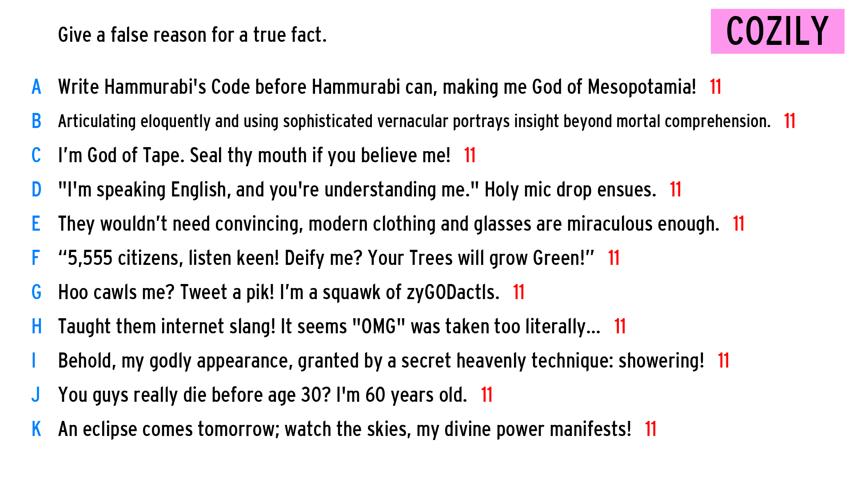 Give a false reason for a true fact.
COZILY
A Write Hammurabi's Code before Hammurabi can, making me God of Mesopotamia! 11
B Articulating eloquently and using sophisticated vernacular portrays insight beyond mortal comprehension. 11
C I’m God of Tape. Seal thy mouth if you believe me! 11
D "I'm speaking English, and you're understanding me." Holy mic drop ensues. 11
E They wouldn’t need convincing, modern clothing and glasses are miraculous enough. 11
F “5,555 citizens, listen keen! Deify me? Your Trees will grow Green!” 11
G Hoo cawls me? Tweet a pik! I’m a squawk of zyGODactls. 11
H Taught them internet slang! It seems "OMG" was taken too literally... 11
I Behold, my godly appearance, granted by a secret heavenly technique: showering! 11
J You guys really die before age 30? I'm 60 years old. 11
K An eclipse comes tomorrow; watch the skies, my divine power manifests! 11